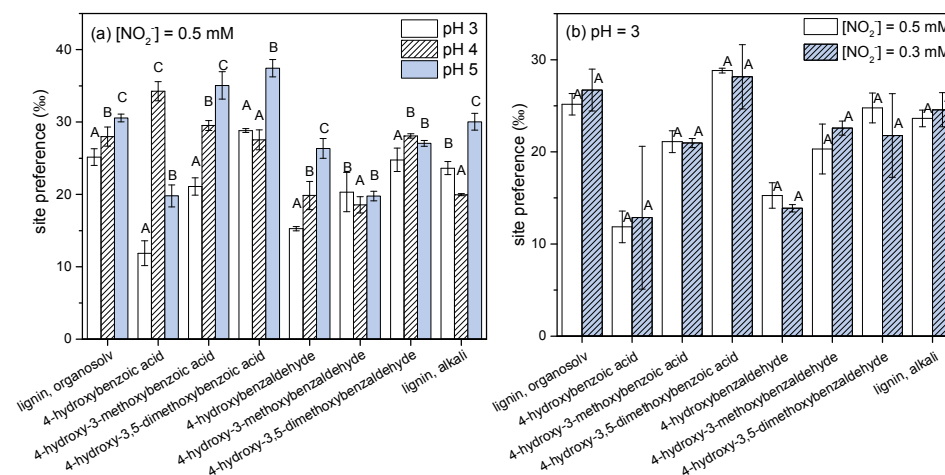 (a) [NO₂⁻] = 0.5 mM
pH 3
pH 4
pH 5
site preference (‰)
40
30
20
10
0
A B C
A C B
A B C
A A B
A B C
A A A
A B B
B A C
lignin, organosolv
4-hydroxybenzoic acid
4-hydroxy-3-methoxybenzoic acid
4-hydroxy-3,5-dimethoxybenzoic acid
4-hydroxybenzaldehyde
4-hydroxy-3-methoxybenzaldehyde
4-hydroxy-3,5-dimethoxybenzaldehyde
lignin, alkali
(b) pH = 3
[NO₂⁻] = 0.5 mM
[NO₂⁻] = 0.3 mM
site preference (‰)
30
20
10
0
A A
A A
A A
A A
A A
A A
A A
A A
lignin, organosolv
4-hydroxybenzoic acid
4-hydroxy-3-methoxybenzoic acid
4-hydroxy-3,5-dimethoxybenzoic acid
4-hydroxybenzaldehyde
4-hydroxy-3-methoxybenzaldehyde
4-hydroxy-3,5-dimethoxybenzaldehyde
lignin, alkali